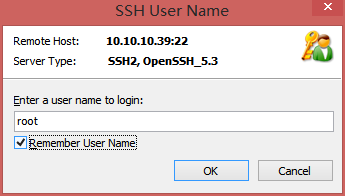 SSH User Name
Remote Host: 10.10.10.39:22
Server Type: SSH2, OpenSSH_5.3
Enter a user name to login:
root
Remember User Name
OK Cancel